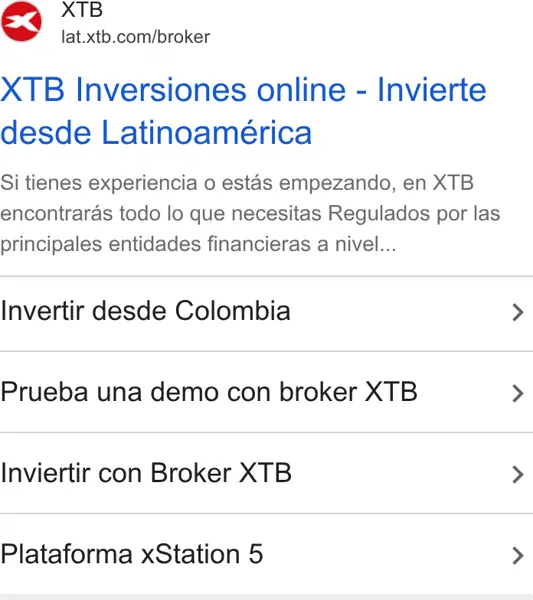 XTB
lat.xtb.com/broker
XTB Inversiones online - Invierte
desde Latinoamérica
Si tienes experiencia o estás empezando, en XTB
encontrarás todo lo que necesitas Regulados por las
principales entidades financieras a nivel...
Invertir desde Colombia
Prueba una demo con broker XTB
Inviertir con Broker XTB
Plataforma xStation 5